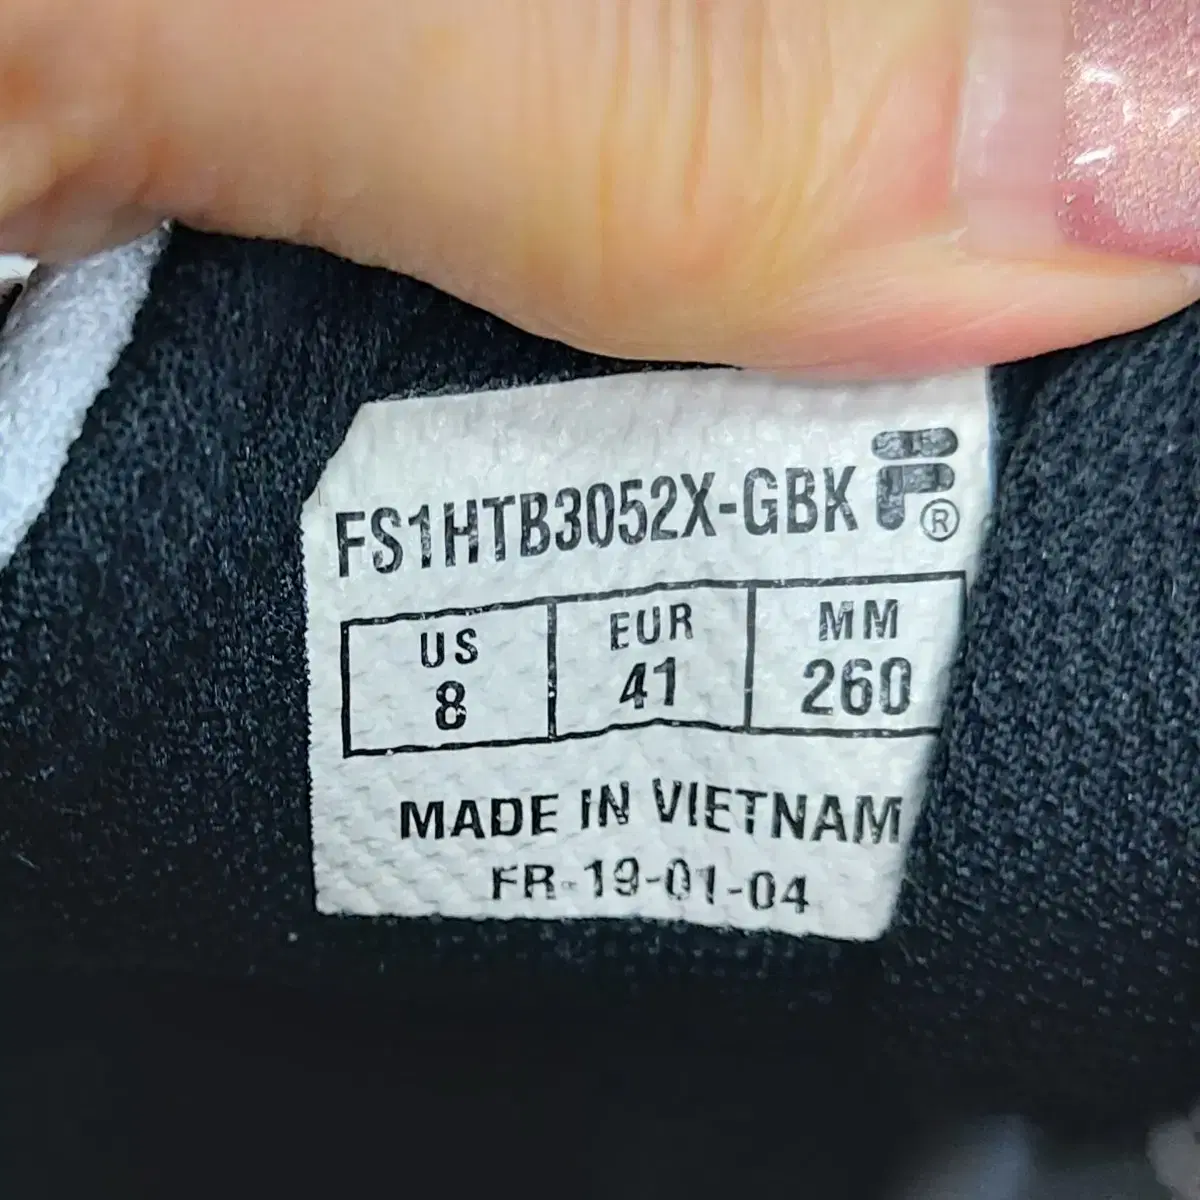 FS1HTB3052X-GBK F®
US EUR MM
8 41 260
MADE IN VIETNAM
FR-19-01-04